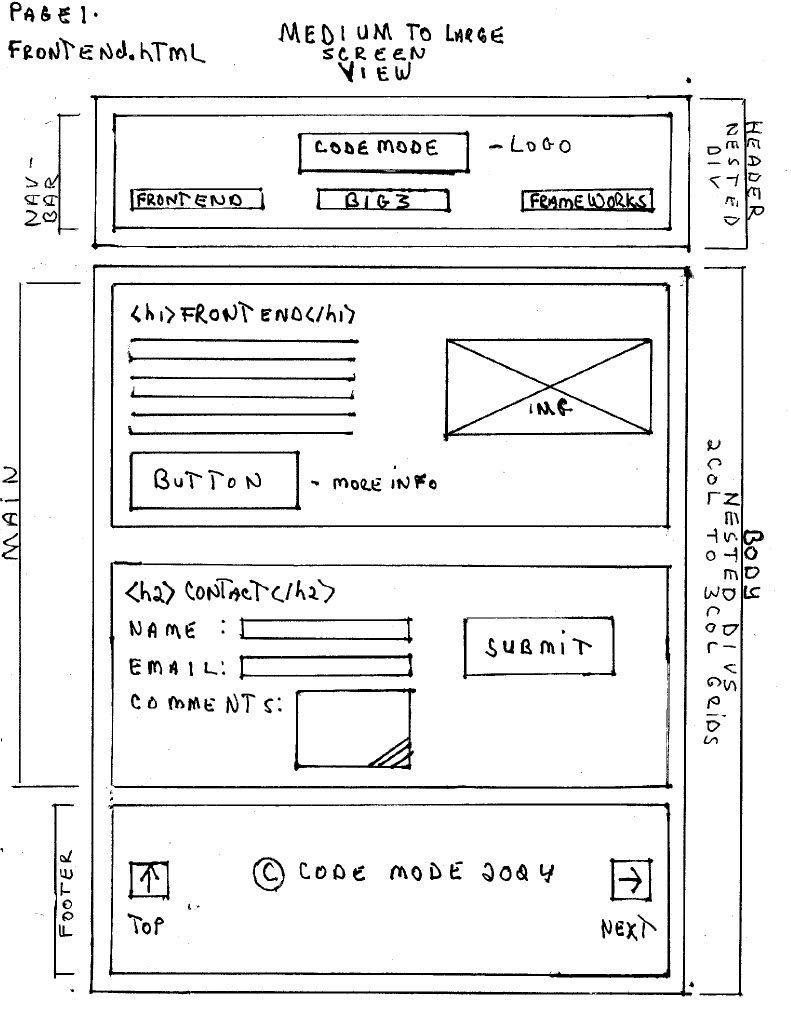 PAGE 1.
FRONTENd.hTML
MEDIUM TO LARGE
SCREEN
VIEW
NAV-
BAR
CODE MODE
- LOGO
FRONTEND
BIG3
FRAMEWORKS
HEADER
NESTED
DIV
MAIN
<h1>FRONTEND</h1>
IMG
BUTTON
- MORE INFO
<h2>CONTACT</h2>
NAME :
EMAIL:
COMMENTS:
SUBMIT
BODY
NESTED DIVS
2COL TO 3COL GRIDS
FOOTER
↑
TOP
© CODE MODE 2024
→
NEXT